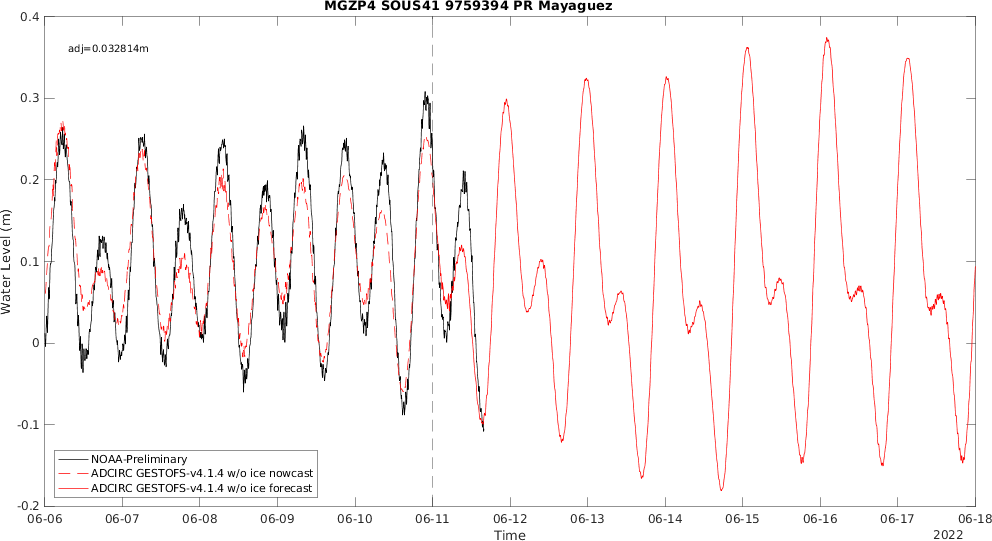 MGZP4 SOUS41 9759394 PR Mayaguez
adj=0.032814m
0.4
0.3
0.2
0.1
0
-0.1
-0.2
Water Level (m)
NOAA-Preliminary
ADCIRC GESTOFS-v4.1.4 w/o ice nowcast
ADCIRC GESTOFS-v4.1.4 w/o ice forecast
06-06 06-07 06-08 06-09 06-10 06-11 06-12 06-13 06-14 06-15 06-16 06-17 06-18
Time
2022